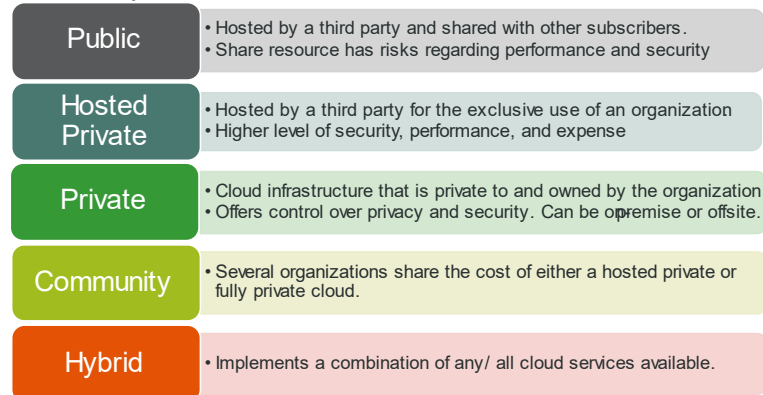 Public
• Hosted by a third party and shared with other subscribers.
• Share resource has risks regarding performance and security
Hosted
Private
• Hosted by a third party for the exclusive use of an organization.
• Higher level of security, performance, and expense
Private
• Cloud infrastructure that is private to and owned by the organization
• Offers control over privacy and security. Can be on-premise or offsite.
Community
• Several organizations share the cost of either a hosted private or
fully private cloud.
Hybrid
• Implements a combination of any/ all cloud services available.